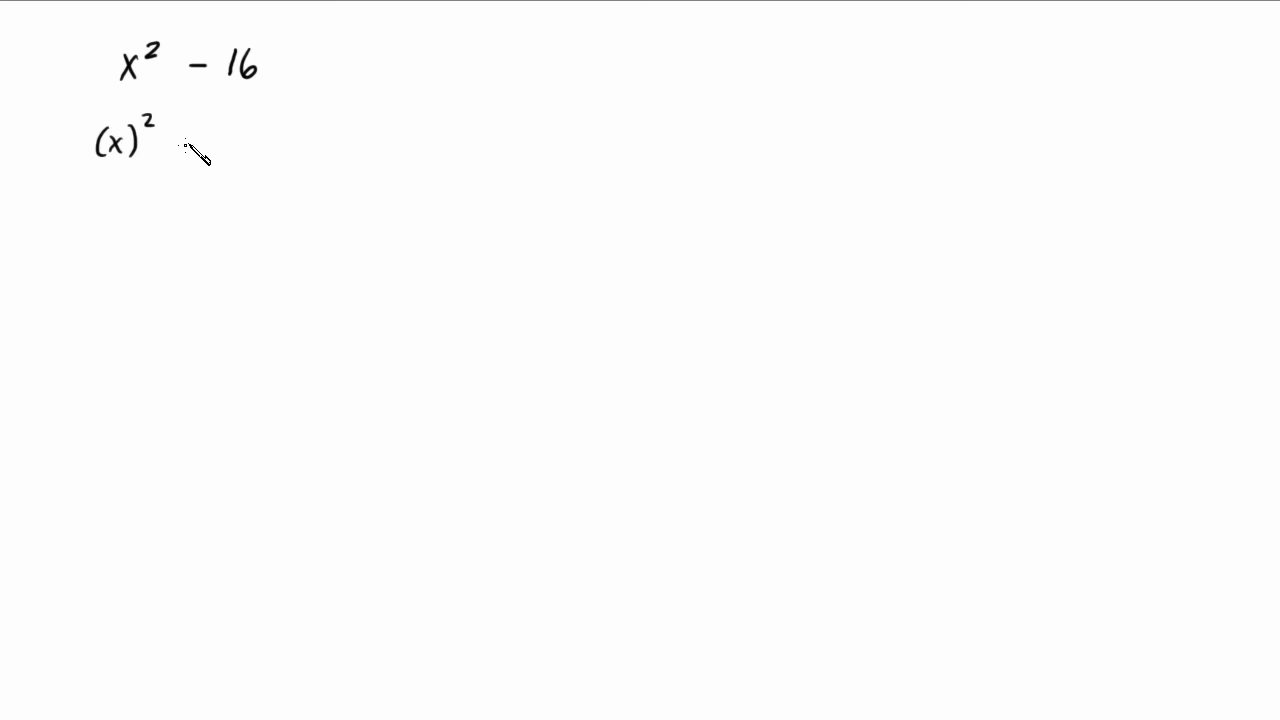 x² - 16
(x)²